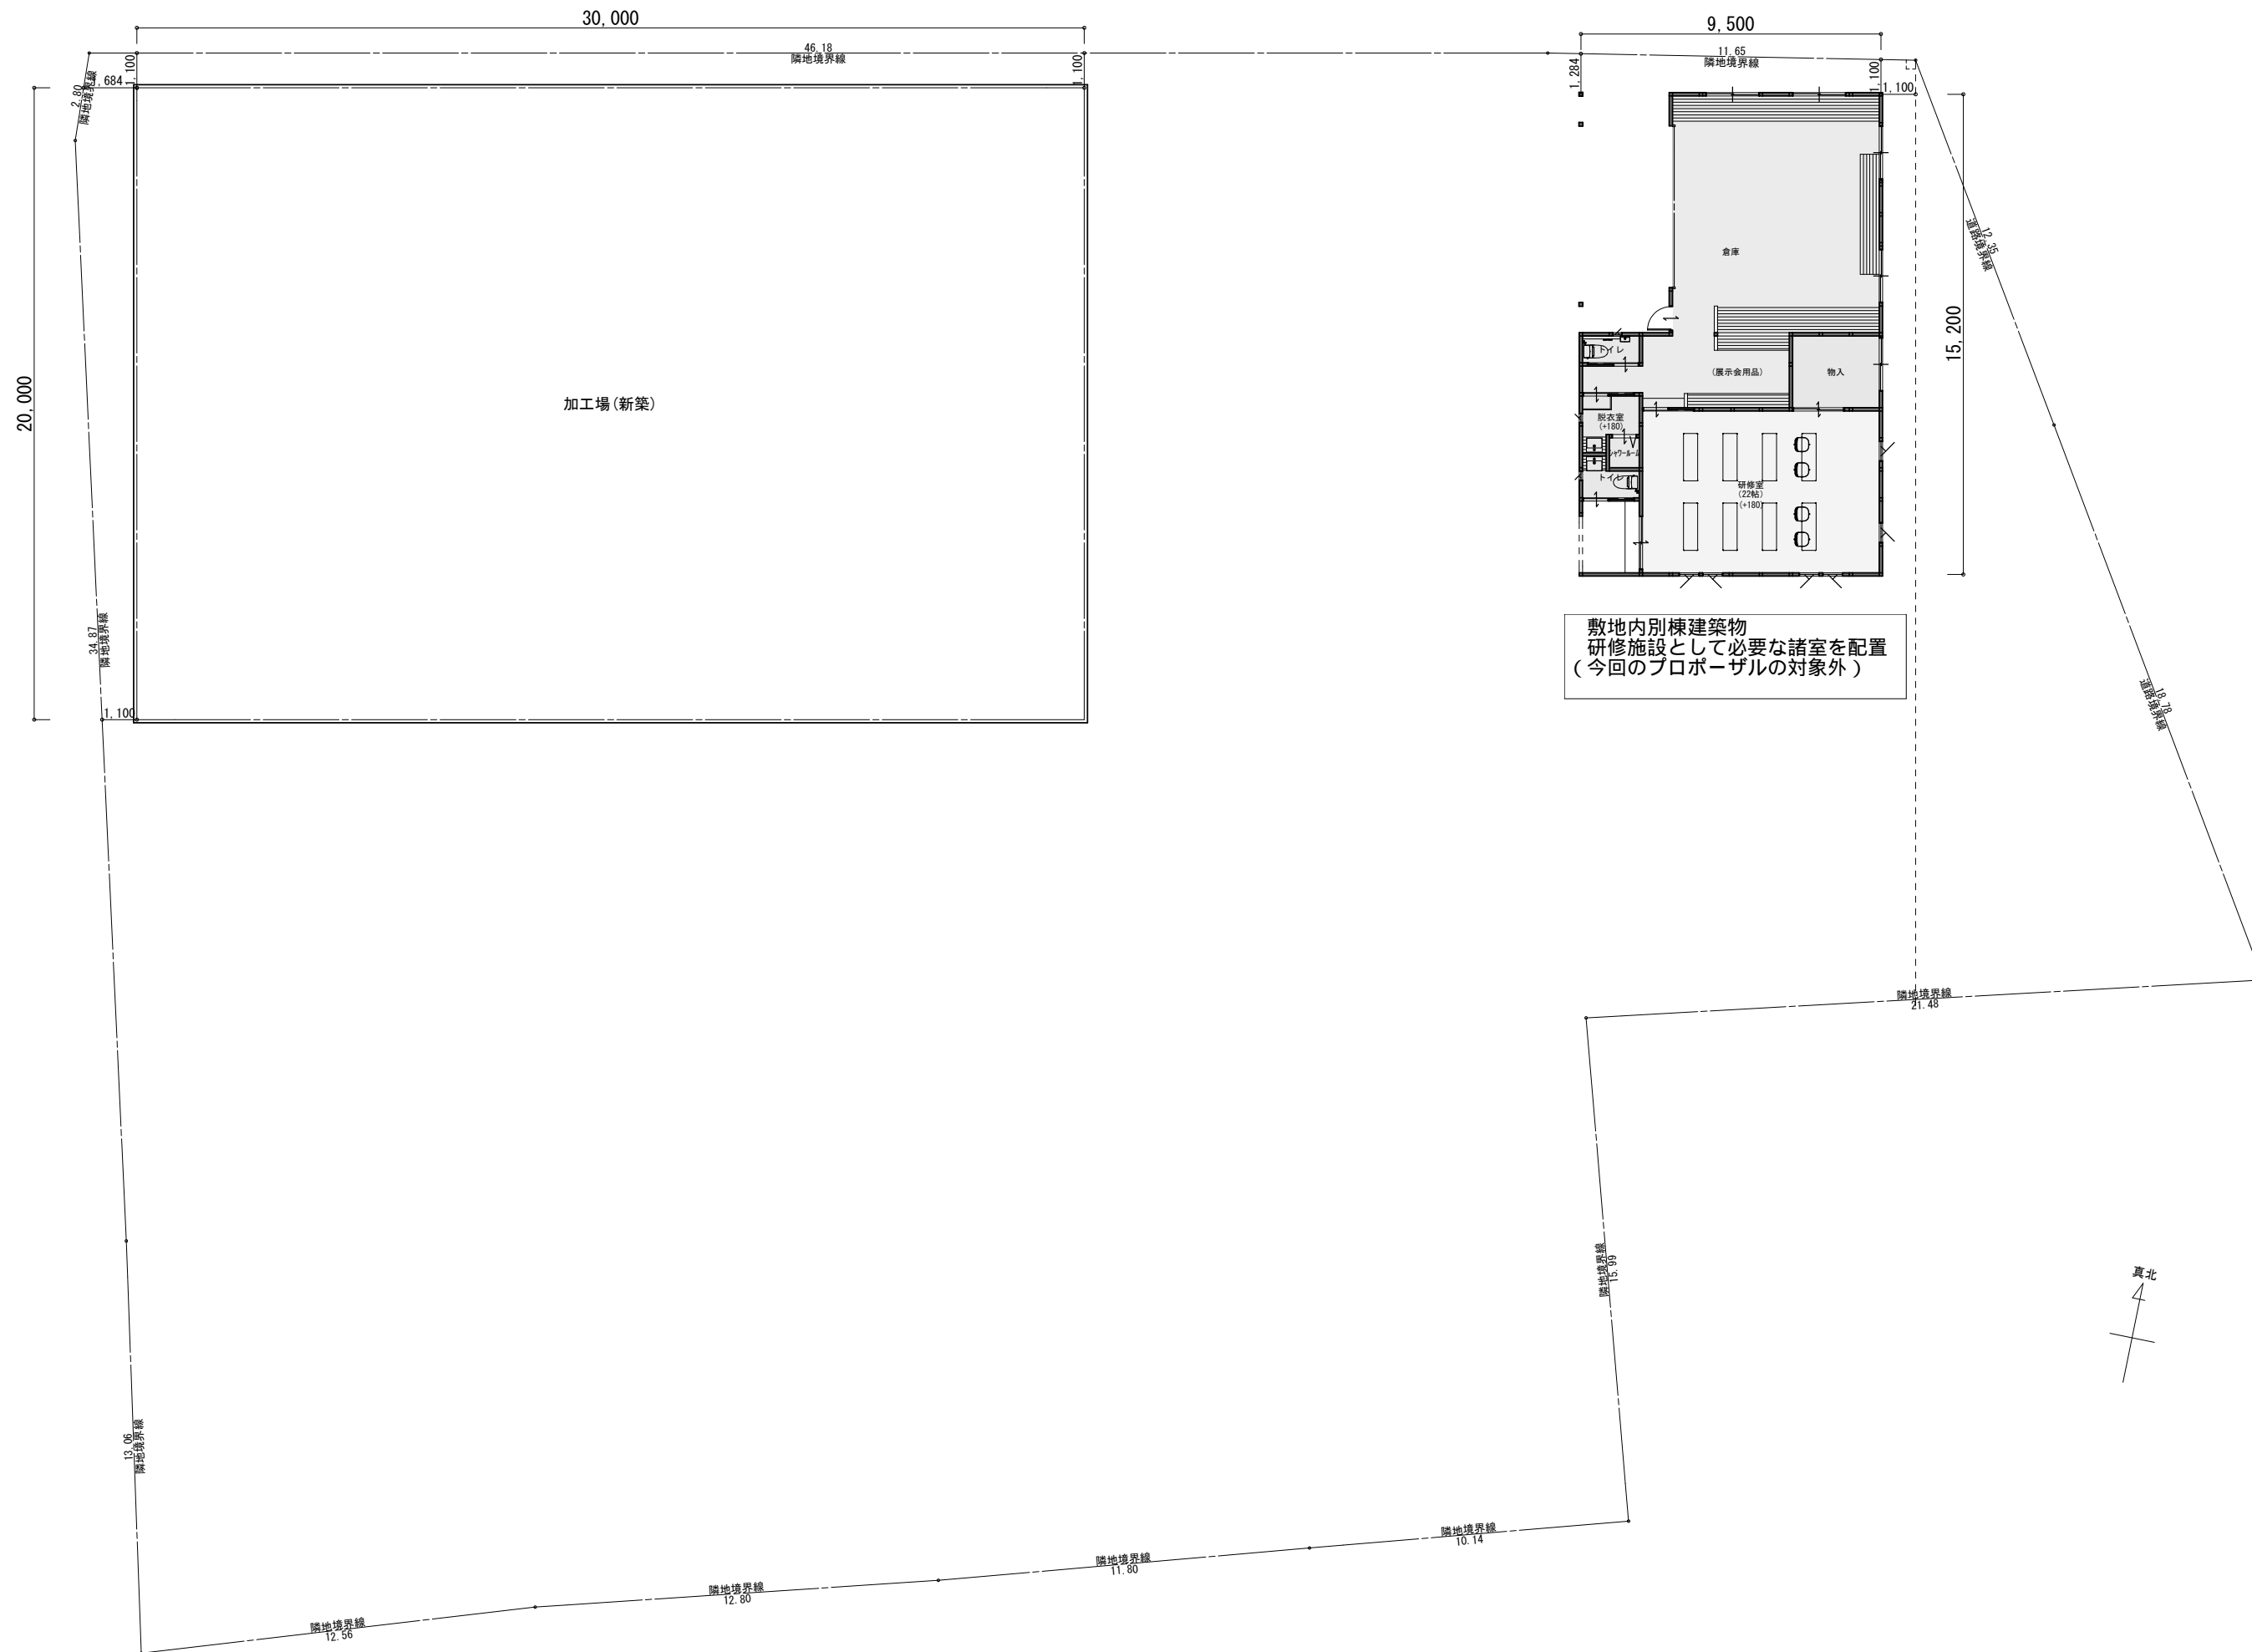 30,000
9,500
46.18
隣地境界線
11.65
隣地境界線
1,100
1,100
1,284
1,100
1,100
684
2.80
隣地境界線
20,000
加工場(新築)
34.87
隣地境界線
1,100
倉庫
トイレ
(展示会用品)
物入
脱衣室
(+180)
シャワールーム
トイレ
研修室
(22帖)
(+180)
15,200
12.35
道路境界線
敷地内別棟建築物
研修施設として必要な諸室を配置
(今回のプロポーザルの対象外)
18.78
道路境界線
隣地境界線
21.48
隣地境界線
15.99
真北
13.06
隣地境界線
隣地境界線
12.56
隣地境界線
12.80
隣地境界線
11.80
隣地境界線
10.14